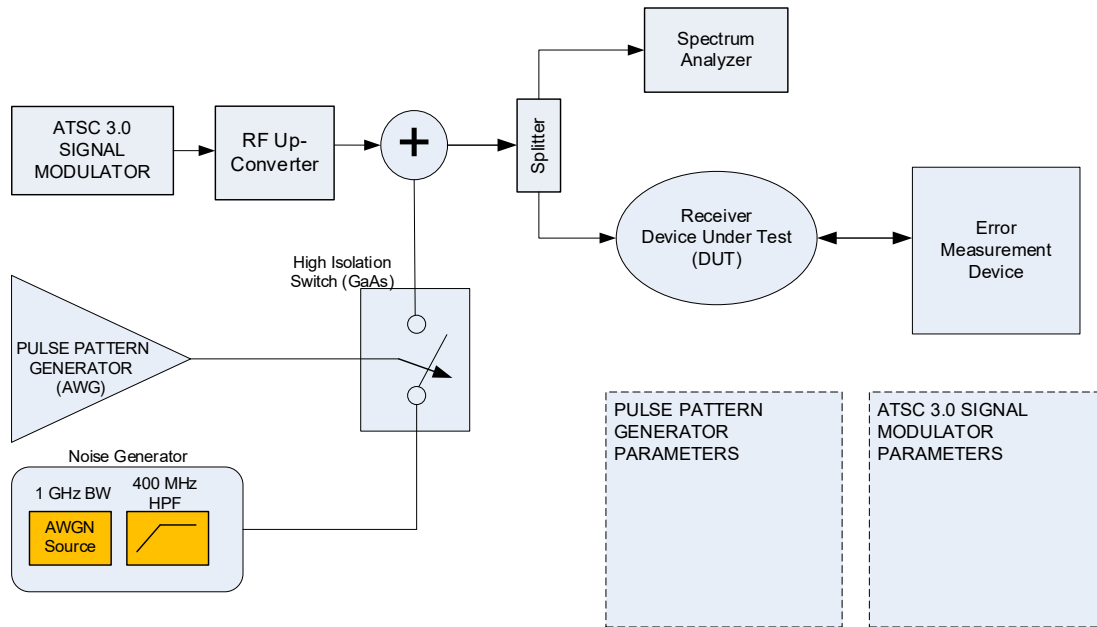 Spectrum
Analyzer
ATSC 3.0
SIGNAL
MODULATOR
RF Up-
Converter
+
Splitter
Receiver
Device Under Test
(DUT)
Error
Measurement
Device
High Isolation
Switch (GaAs)
PULSE PATTERN
GENERATOR
(AWG)
Noise Generator
1 GHz BW
400 MHz
HPF
AWGN
Source
PULSE PATTERN
GENERATOR
PARAMETERS
ATSC 3.0 SIGNAL
MODULATOR
PARAMETERS